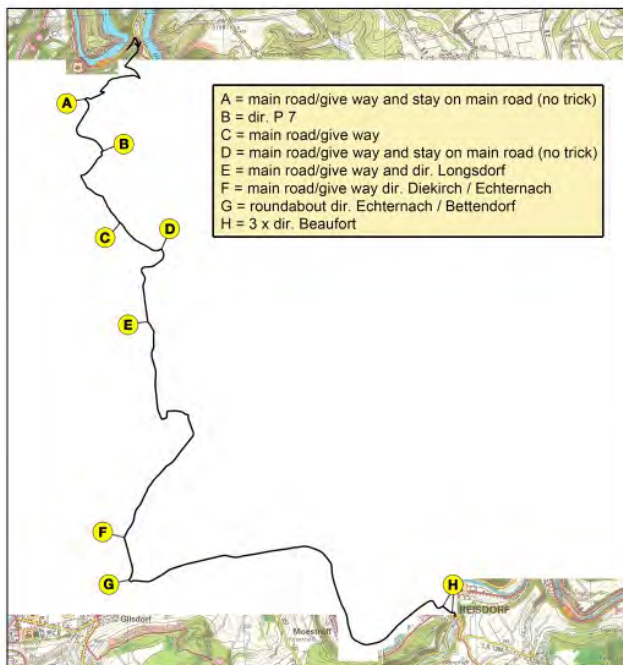 A = main road/give way and stay on main road (no trick)
B = dir. P 7
C = main road/give way
D = main road/give way and stay on main road (no trick)
E = main road/give way and dir. Longsdorf
F = main road/give way dir. Diekirch / Echternach
G = roundabout dir. Echternach / Bettendorf
H = 3 x dir. Beaufort
A
B
C
D
E
F
G
H
REISDORF
Gilsdorf
Moestroff